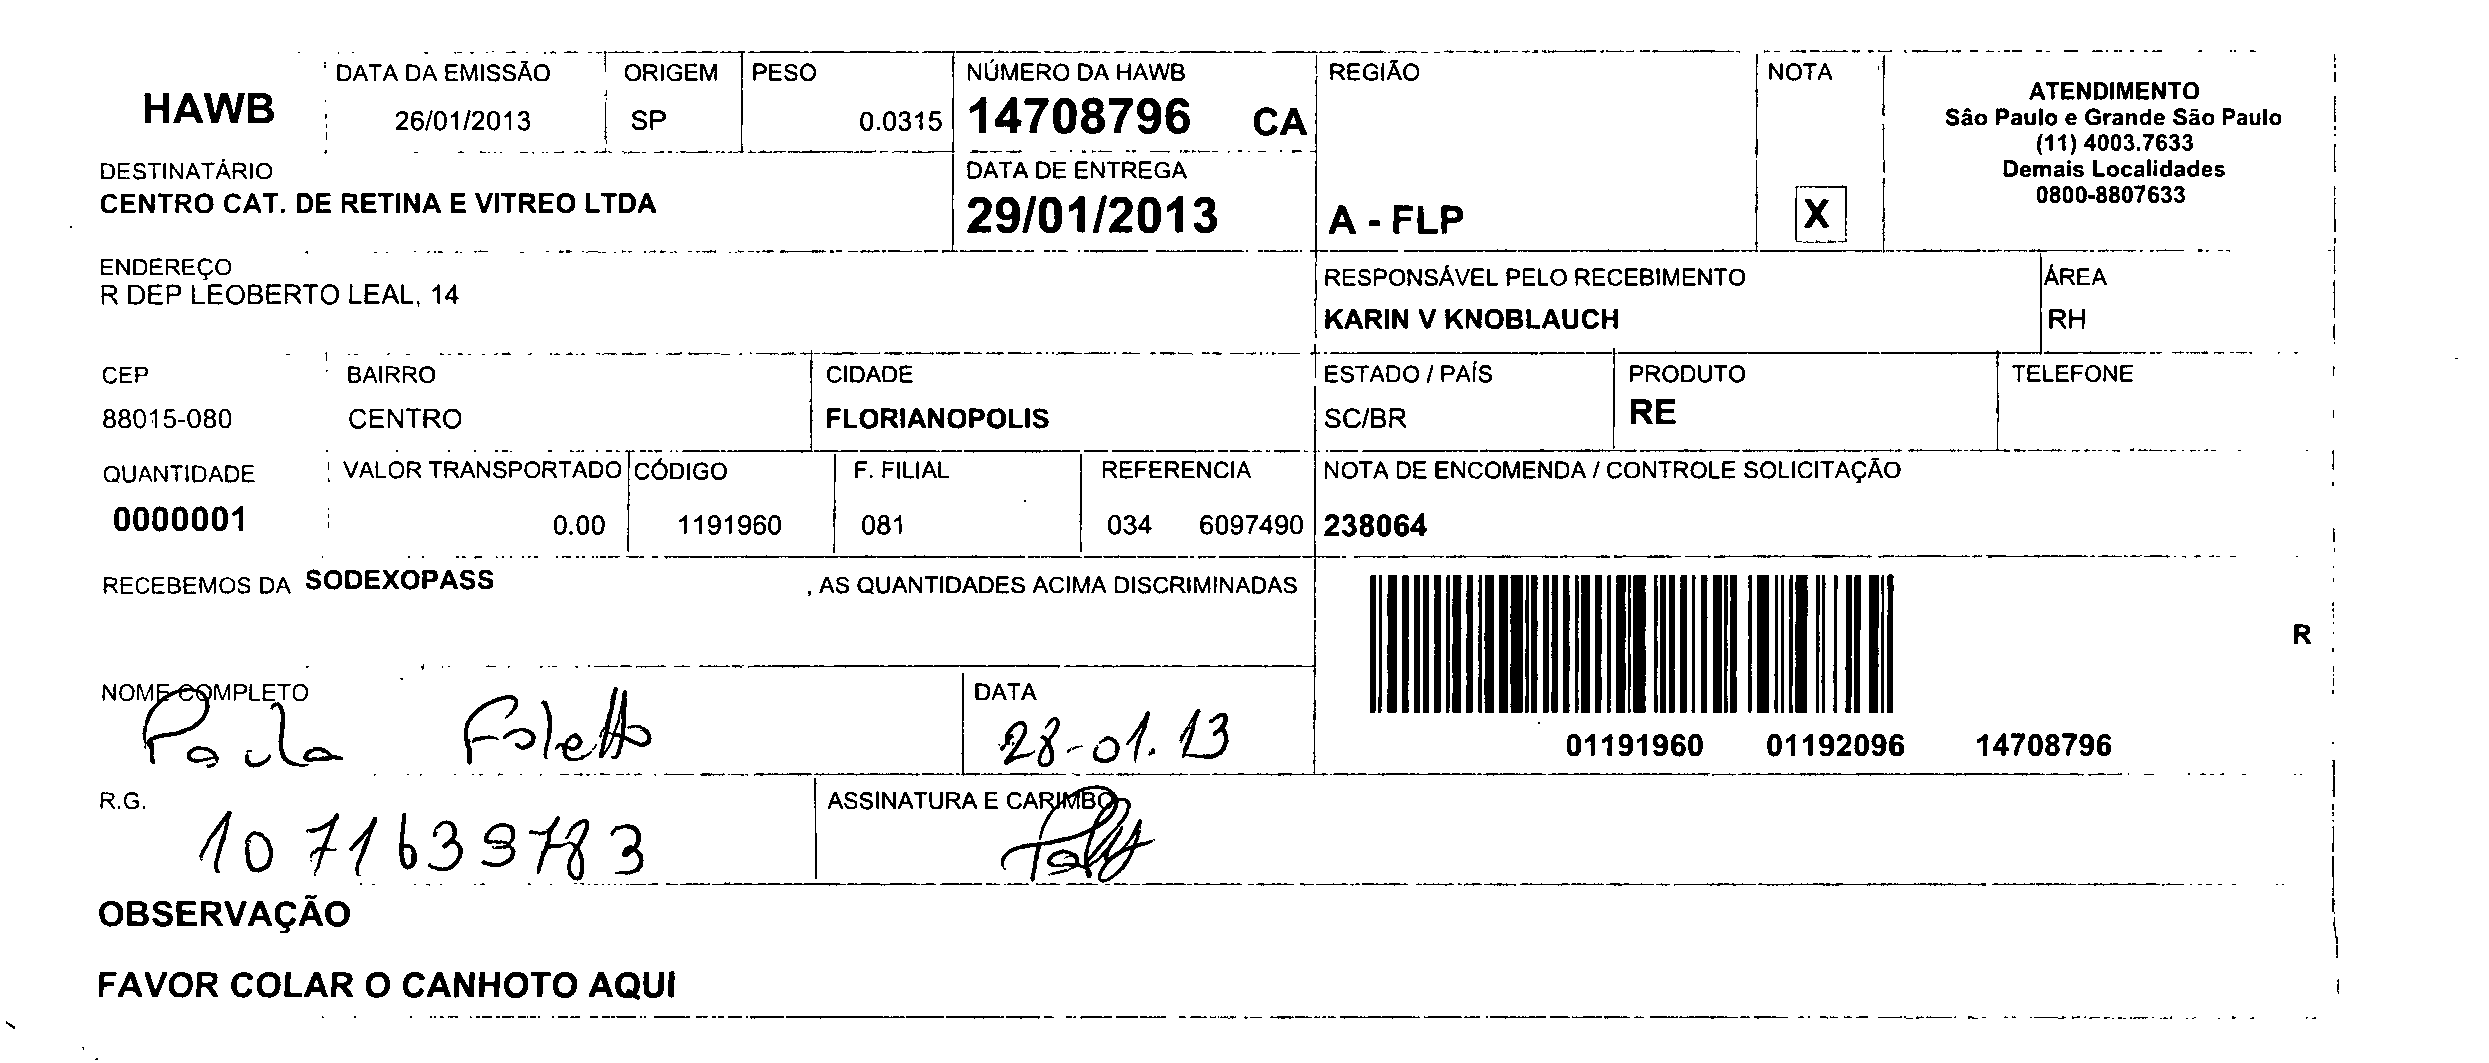 HAWB
DATA DA EMISSÃO
26/01/2013
ORIGEM
SP
PESO
0.0315
NÚMERO DA HAWB
14708796 CA
REGIÃO
A - FLP
NOTA
X
ATENDIMENTO
São Paulo e Grande São Paulo
(11) 4003.7633
Demais Localidades
0800-8807633
DESTINATÁRIO
CENTRO CAT. DE RETINA E VITREO LTDA
DATA DE ENTREGA
29/01/2013
ENDEREÇO
R DEP LEOBERTO LEAL, 14
RESPONSÁVEL PELO RECEBIMENTO
KARIN V KNOBLAUCH
ÁREA
RH
CEP
88015-080
BAIRRO
CENTRO
CIDADE
FLORIANOPOLIS
ESTADO / PAÍS
SC/BR
PRODUTO
RE
TELEFONE
QUANTIDADE
0000001
VALOR TRANSPORTADO
0.00
CÓDIGO
1191960
F. FILIAL
081
REFERENCIA
034 6097490
NOTA DE ENCOMENDA / CONTROLE SOLICITAÇÃO
238064
RECEBEMOS DA SODEXOPASS , AS QUANTIDADES ACIMA DISCRIMINADAS
R
01191960 01192096 14708796
NOME COMPLETO
Paula Foletto
DATA
28-01.13
R.G.
1071639783
ASSINATURA E CARIMBO
OBSERVAÇÃO
FAVOR COLAR O CANHOTO AQUI